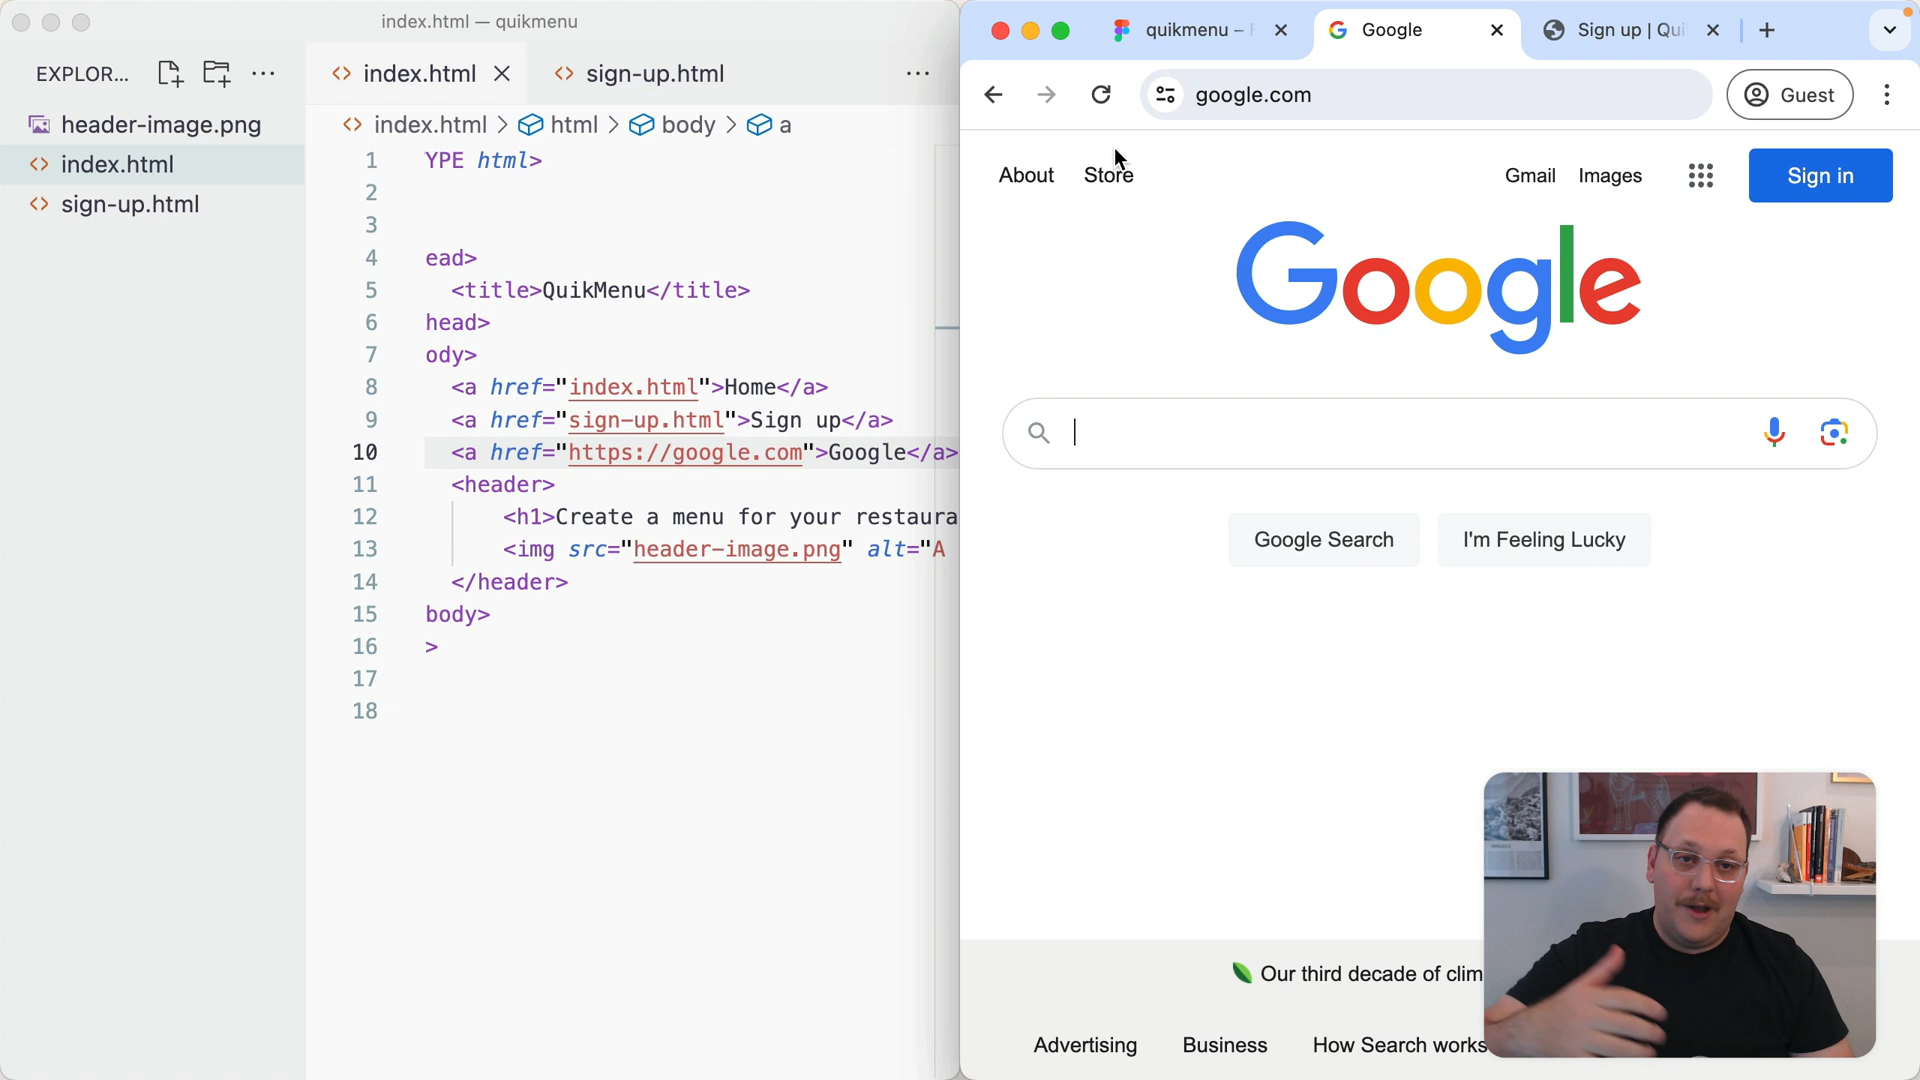 index.html — quikmenu
EXPLOR...
header-image.png
index.html
sign-up.html
index.html
sign-up.html
index.html > html > body > a
1 YPE html>
2
3
4 ead>
5 <title>QuikMenu</title>
6 head>
7 ody>
8 <a href="index.html">Home</a>
9 <a href="sign-up.html">Sign up</a>
10 <a href="https://google.com">Google</a>
11 <header>
12 <h1>Create a menu for your restaura
13 <img src="header-image.png" alt="A
14 </header>
15 body>
16 >
17
18
quikmenu –
Google
Sign up | Qui
google.com
Guest
About
Store
Gmail
Images
Sign in
Google
Google Search
I'm Feeling Lucky
Our third decade of clim
Advertising
Business
How Search works